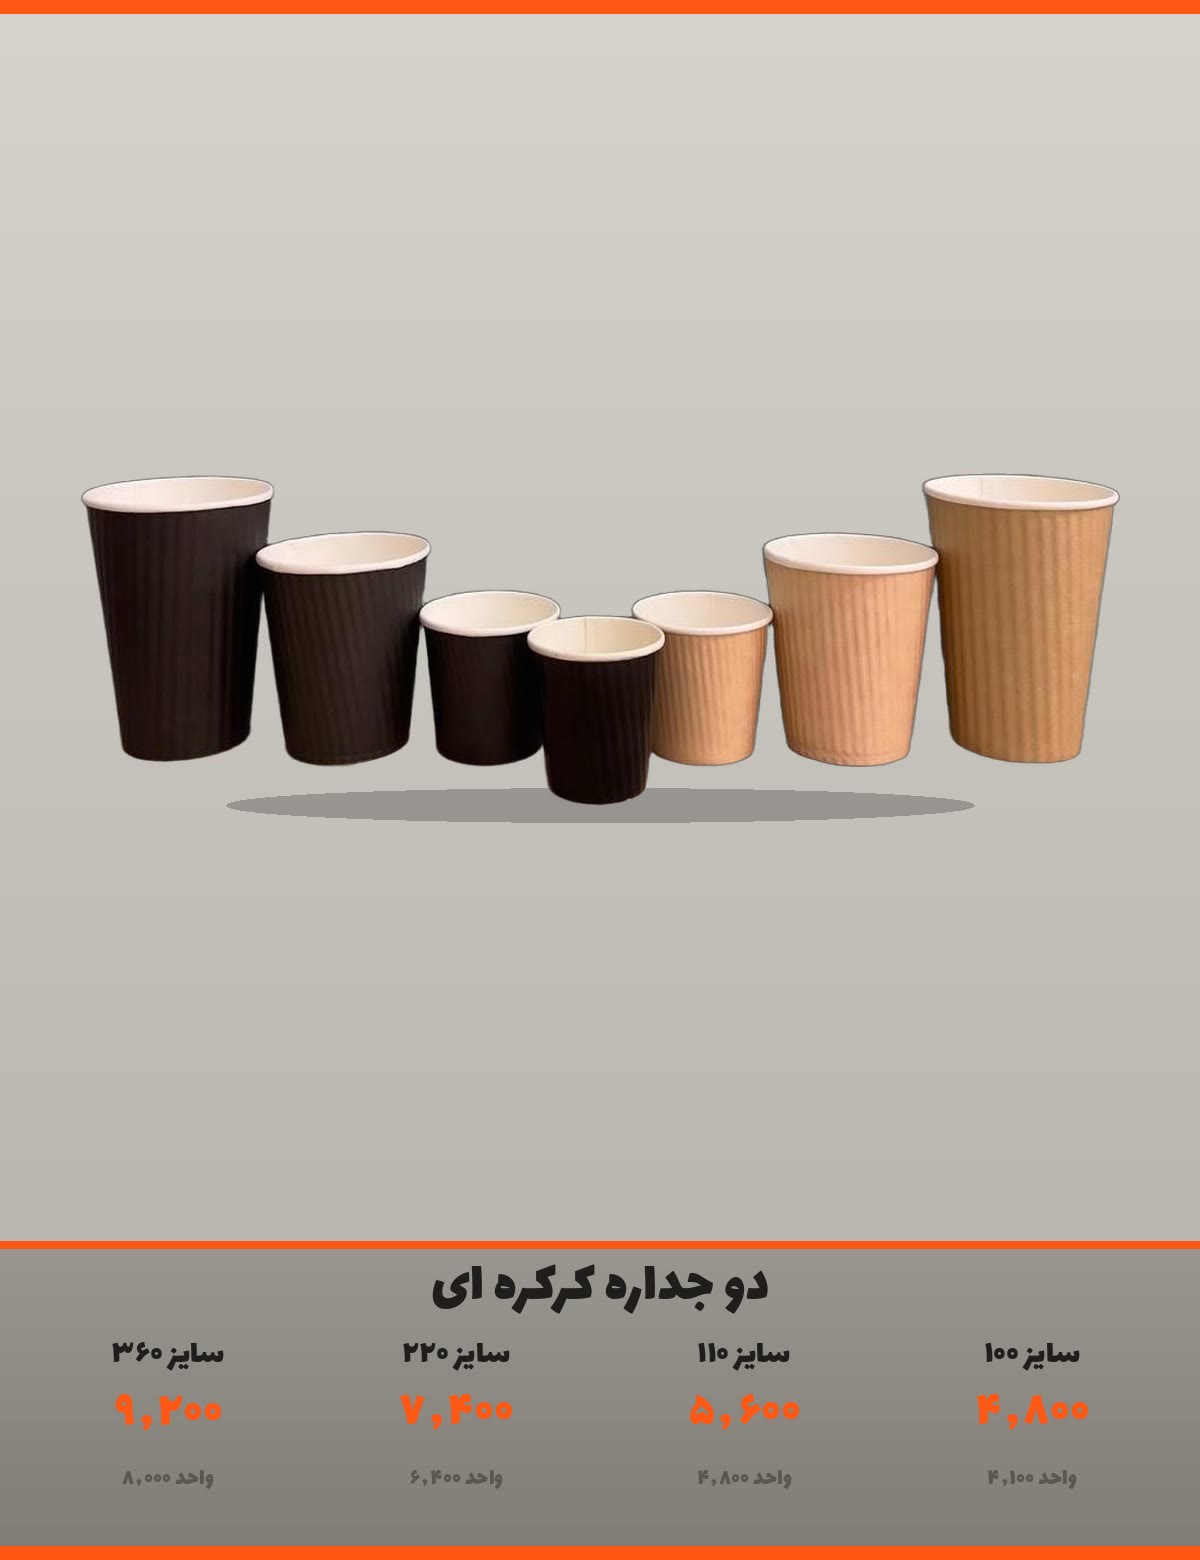 دو جداره کرکره ای
سایز ۱۰۰ سایز ۱۱۰ سایز ۲۲۰ سایز ۳۶۰
۴,۸۰۰ ۵,۶۰۰ ۷,۴۰۰ ۹,۲۰۰
واحد ۴,۱۰۰ واحد ۴,۸۰۰ واحد ۶,۴۰۰ واحد ۸,۰۰۰